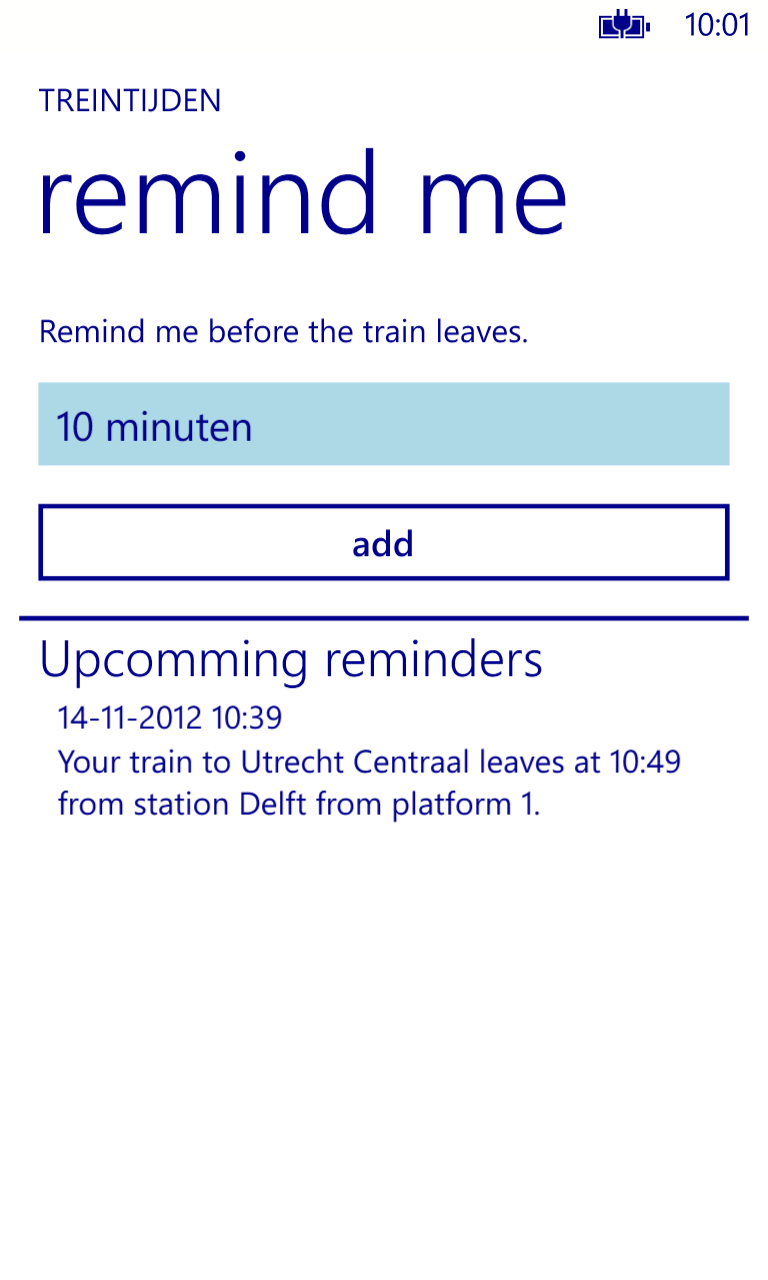 10:01
TREINTIJDEN
remind me
Remind me before the train leaves.
10 minuten
add
Upcomming reminders
14-11-2012 10:39
Your train to Utrecht Centraal leaves at 10:49
from station Delft from platform 1.